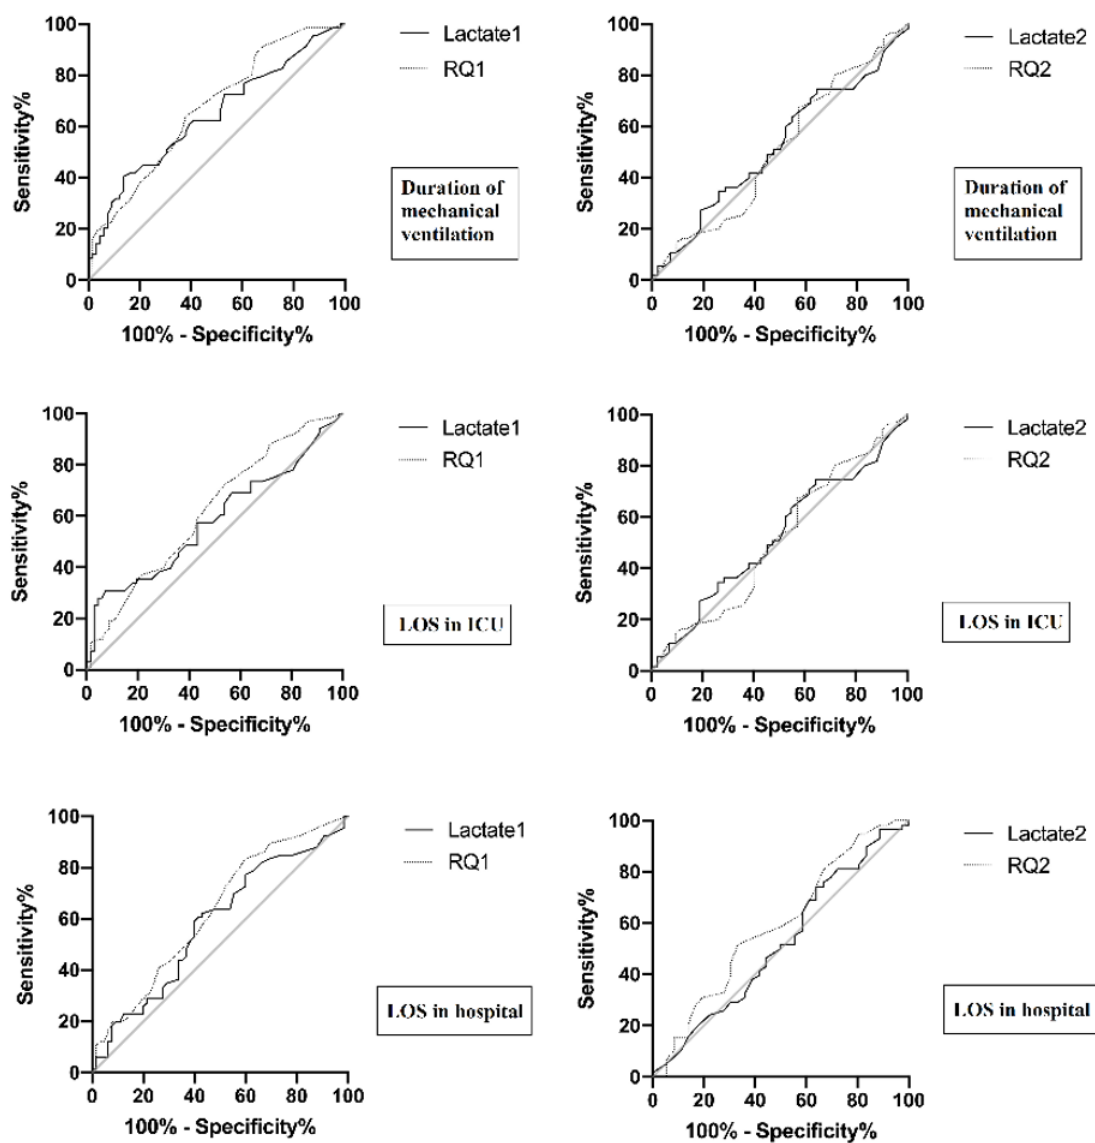 100
80
60
40
20
0
Sensitivity%
0 20 40 60 80 100
100% - Specificity%
Lactate1
RQ1
Duration of
mechanical
ventilation
100
80
60
40
20
0
Sensitivity%
0 20 40 60 80 100
100% - Specificity%
Lactate2
RQ2
Duration of
mechanical
ventilation
100
80
60
40
20
0
Sensitivity%
0 20 40 60 80 100
100% - Specificity%
Lactate1
RQ1
LOS in ICU
100
80
60
40
20
0
Sensitivity%
0 20 40 60 80 100
100% - Specificity%
Lactate2
RQ2
LOS in ICU
100
80
60
40
20
0
Sensitivity%
0 20 40 60 80 100
100% - Specificity%
Lactate1
RQ1
LOS in hospital
100
80
60
40
20
0
Sensitivity%
0 20 40 60 80 100
100% - Specificity%
Lactate2
RQ2
LOS in hospital